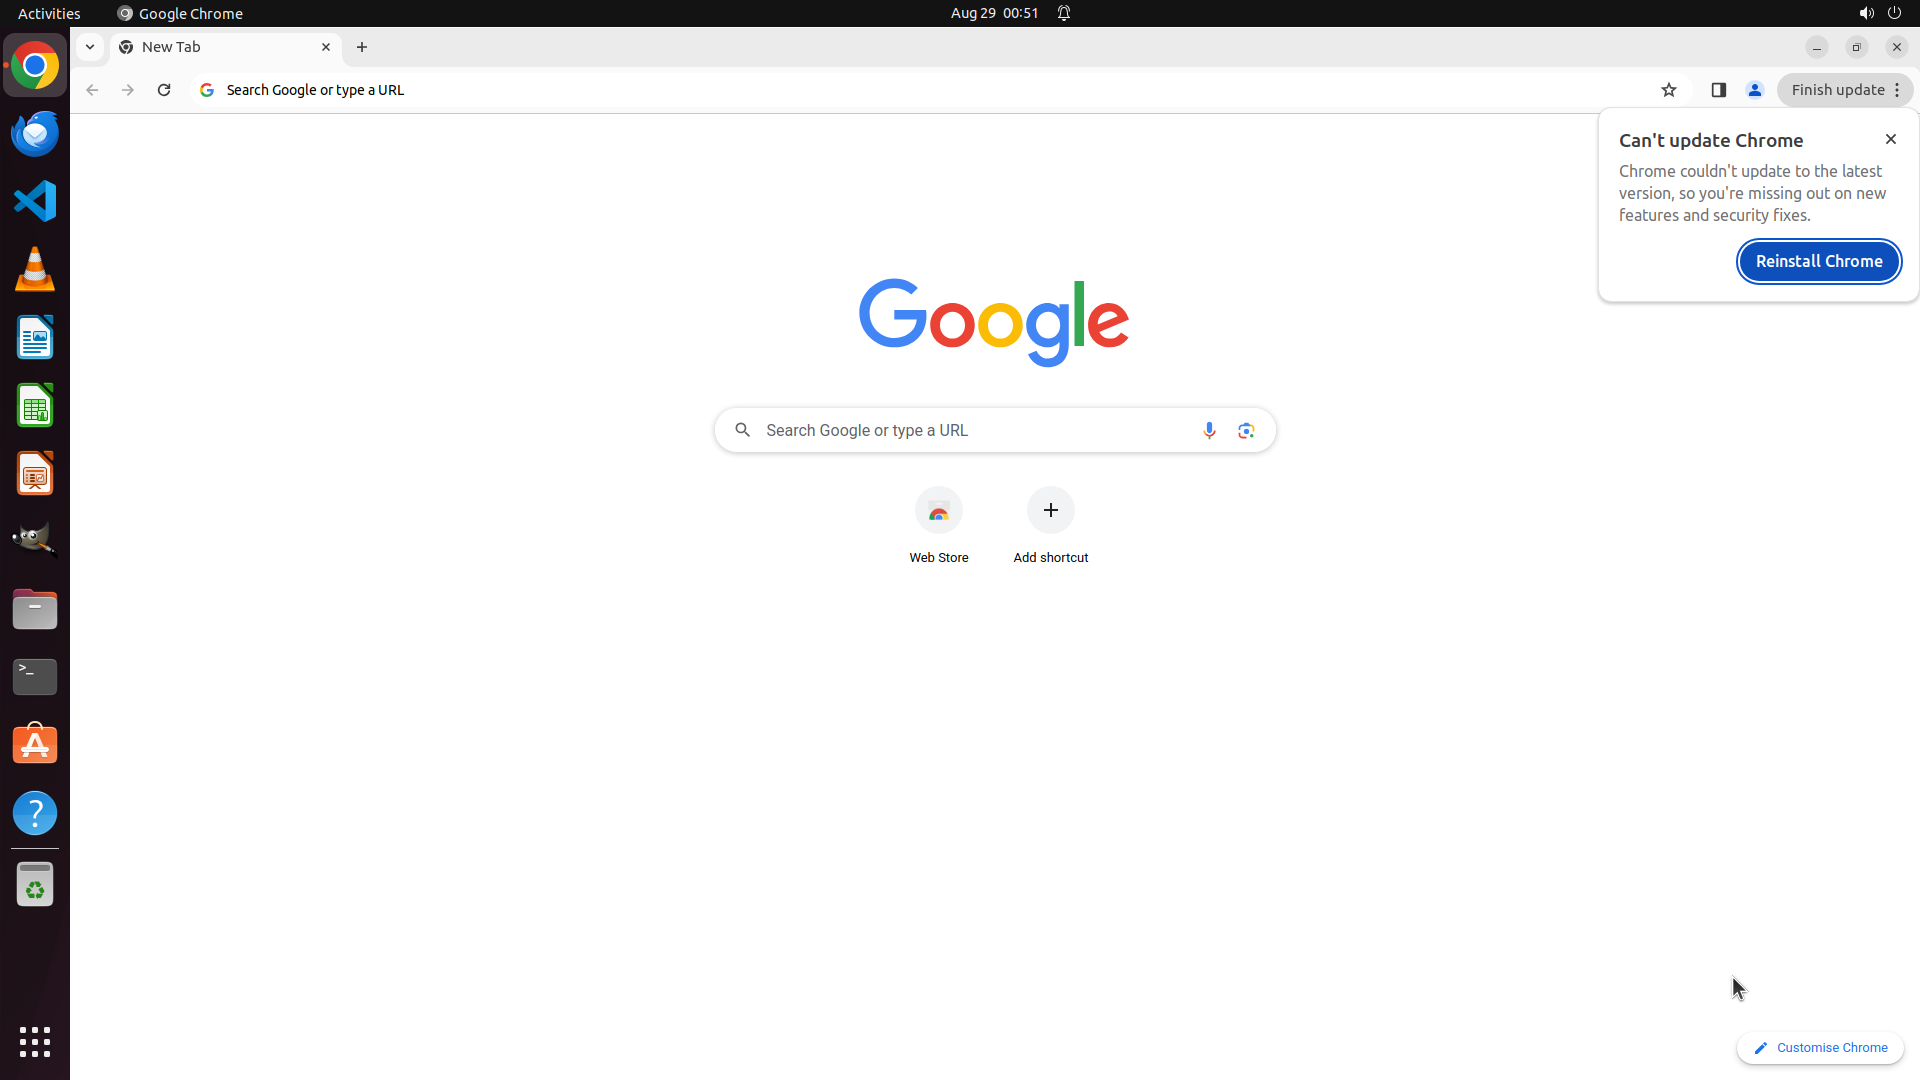 Activities
Google Chrome
Aug 29 00:51
New Tab
Search Google or type a URL
Finish update
Can't update Chrome
Chrome couldn't update to the latest
version, so you're missing out on new
features and security fixes.
Reinstall Chrome
Google
Search Google or type a URL
Web Store
Add shortcut
>_
?
Customise Chrome